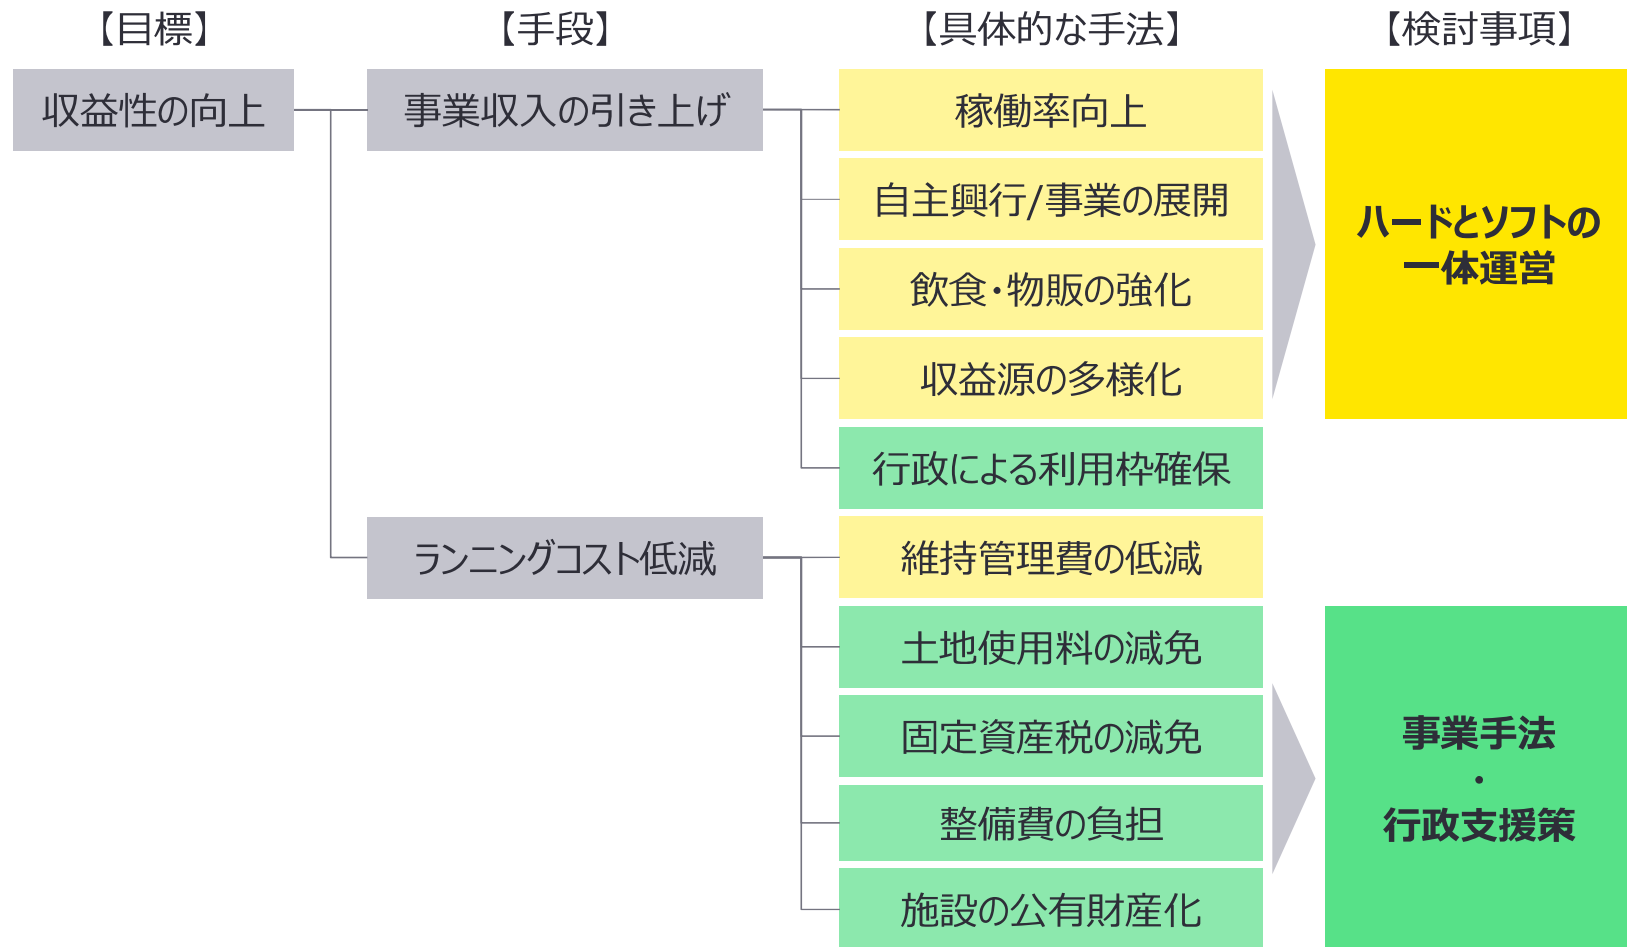 【目標】
【手段】
【具体的な手法】
【検討事項】
収益性の向上
事業収入の引き上げ
稼働率向上
自主興行/事業の展開
飲食・物販の強化
収益源の多様化
行政による利用枠確保
ハードとソフトの
一体運営
ランニングコスト低減
維持管理費の低減
土地使用料の減免
固定資産税の減免
整備費の負担
施設の公有財産化
事業手法
・
行政支援策